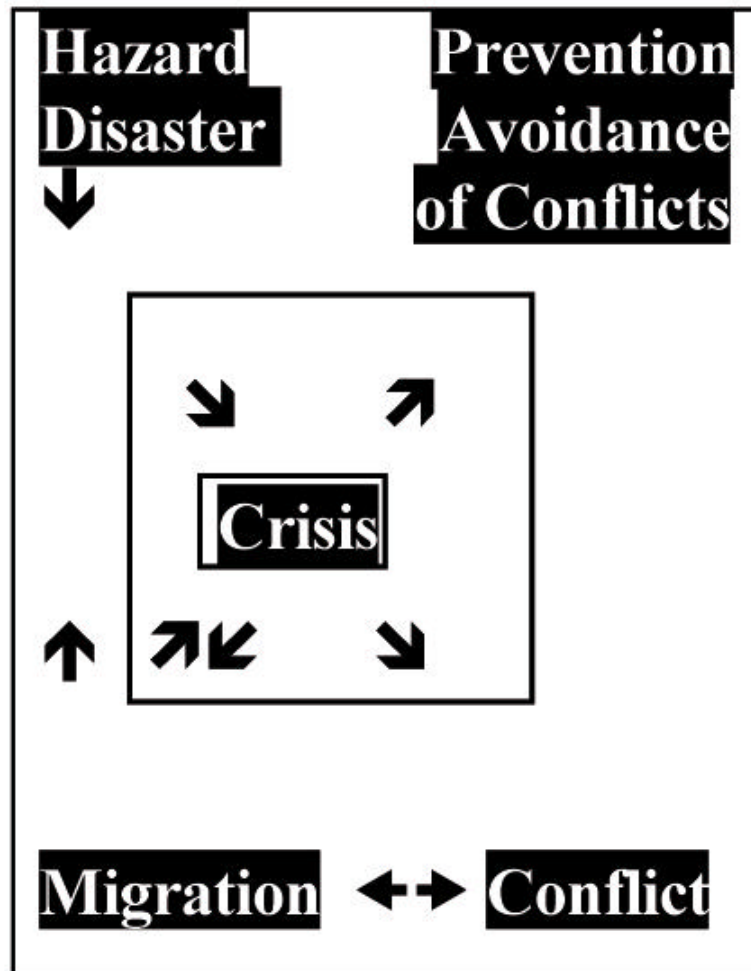 Hazard
Prevention
Disaster
Avoidance
of Conflicts
Crisis
Migration
Conflict